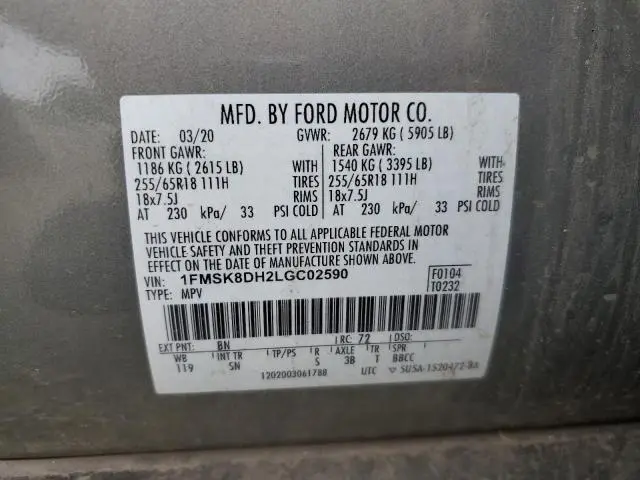 MFD. BY FORD MOTOR CO.
DATE: 03/20 GVWR: 2679 KG ( 5905 LB)
FRONT GAWR: REAR GAWR:
1186 KG ( 2615 LB) WITH 1540 KG ( 3395 LB) WITH
255/65R18 111H TIRES 255/65R18 111H TIRES
18x7.5J RIMS 18x7.5J RIMS
AT 230 kPa/ 33 PSI COLD AT 230 kPa/ 33 PSI COLD
THIS VEHICLE CONFORMS TO ALL APPLICABLE FEDERAL MOTOR
VEHICLE SAFETY AND THEFT PREVENTION STANDARDS IN
EFFECT ON THE DATE OF MANUFACTURE SHOWN ABOVE.
VIN: 1FMSK8DH2LGC02590 F0104
TYPE: MPV T0232
EXT PNT: BN RC: 72 DSO:
WB INT TR TP/PS R AXLE TR SPR
119 SN S 3B T BBCC
1202003061788 UTC SUSA-1520472-BA